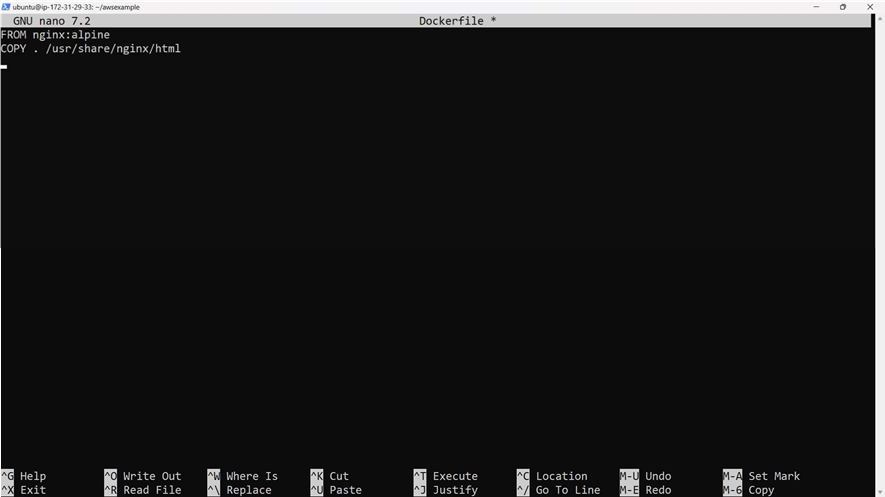 ubuntu@ip-172-31-29-33: ~/awsexample
GNU nano 7.2 Dockerfile *
FROM nginx:alpine
COPY . /usr/share/nginx/html
^G Help ^O Write Out ^W Where Is ^K Cut ^T Execute ^C Location M-U Undo M-A Set Mark
^X Exit ^R Read File ^\ Replace ^U Paste ^J Justify ^/ Go To Line M-E Redo M-6 Copy